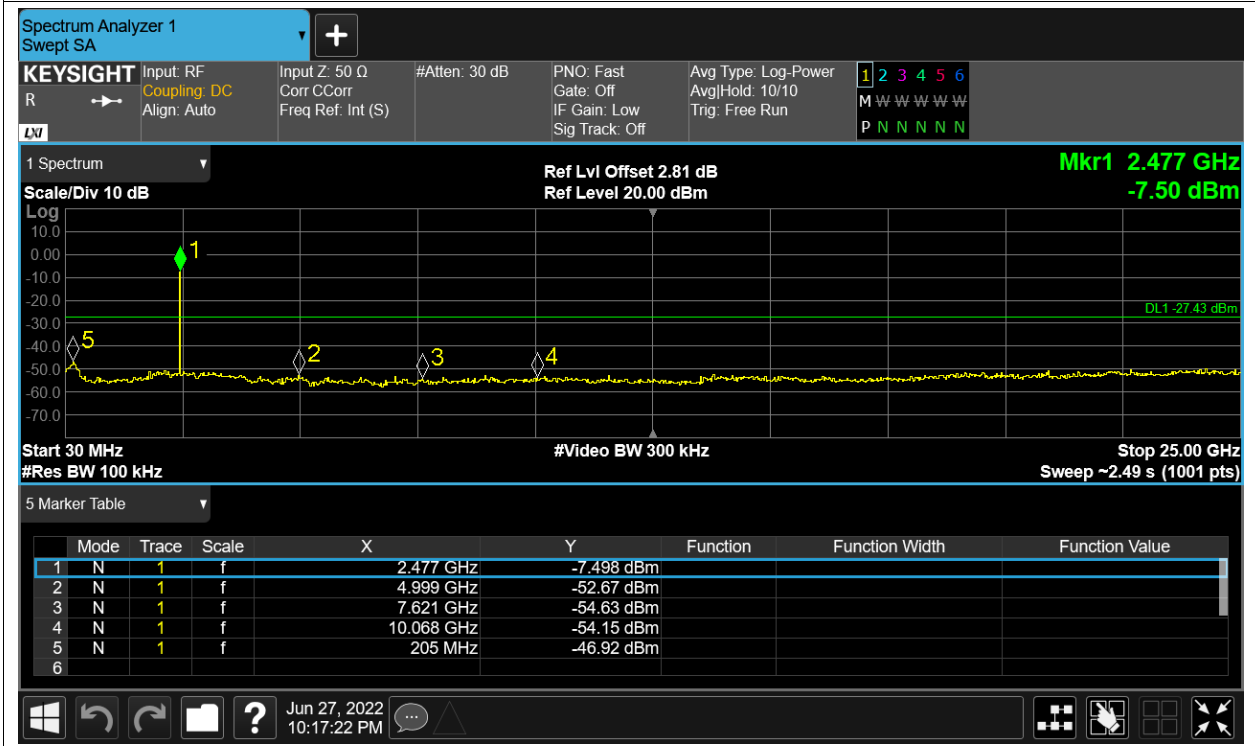 Spectrum Analyzer 1
Swept SA
+
KEYSIGHT
R
LXI
Input: RF
Coupling: DC
Align: Auto
Input Z: 50 Ω
Corr CCorr
Freq Ref: Int (S)
#Atten: 30 dB
PNO: Fast
Gate: Off
IF Gain: Low
Sig Track: Off
Avg Type: Log-Power
Avg|Hold: 10/10
Trig: Free Run
1 2 3 4 5 6
M W W W W W
P N N N N N
1 Spectrum
Scale/Div 10 dB
Ref Lvl Offset 2.81 dB
Ref Level 20.00 dBm
Mkr1 2.477 GHz
-7.50 dBm
Log
10.0
0.00
-10.0
-20.0
-30.0
-40.0
-50.0
-60.0
-70.0
1
DL1 -27.43 dBm
5
2
3
4
Start 30 MHz
#Res BW 100 kHz
#Video BW 300 kHz
Stop 25.00 GHz
Sweep ~2.49 s (1001 pts)
5 Marker Table
Mode Trace Scale X Y Function Function Width Function Value
1 N 1 f 2.477 GHz -7.498 dBm
2 N 1 f 4.999 GHz -52.67 dBm
3 N 1 f 7.621 GHz -54.63 dBm
4 N 1 f 10.068 GHz -54.15 dBm
5 N 1 f 205 MHz -46.92 dBm
6
?
Jun 27, 2022
10:17:22 PM